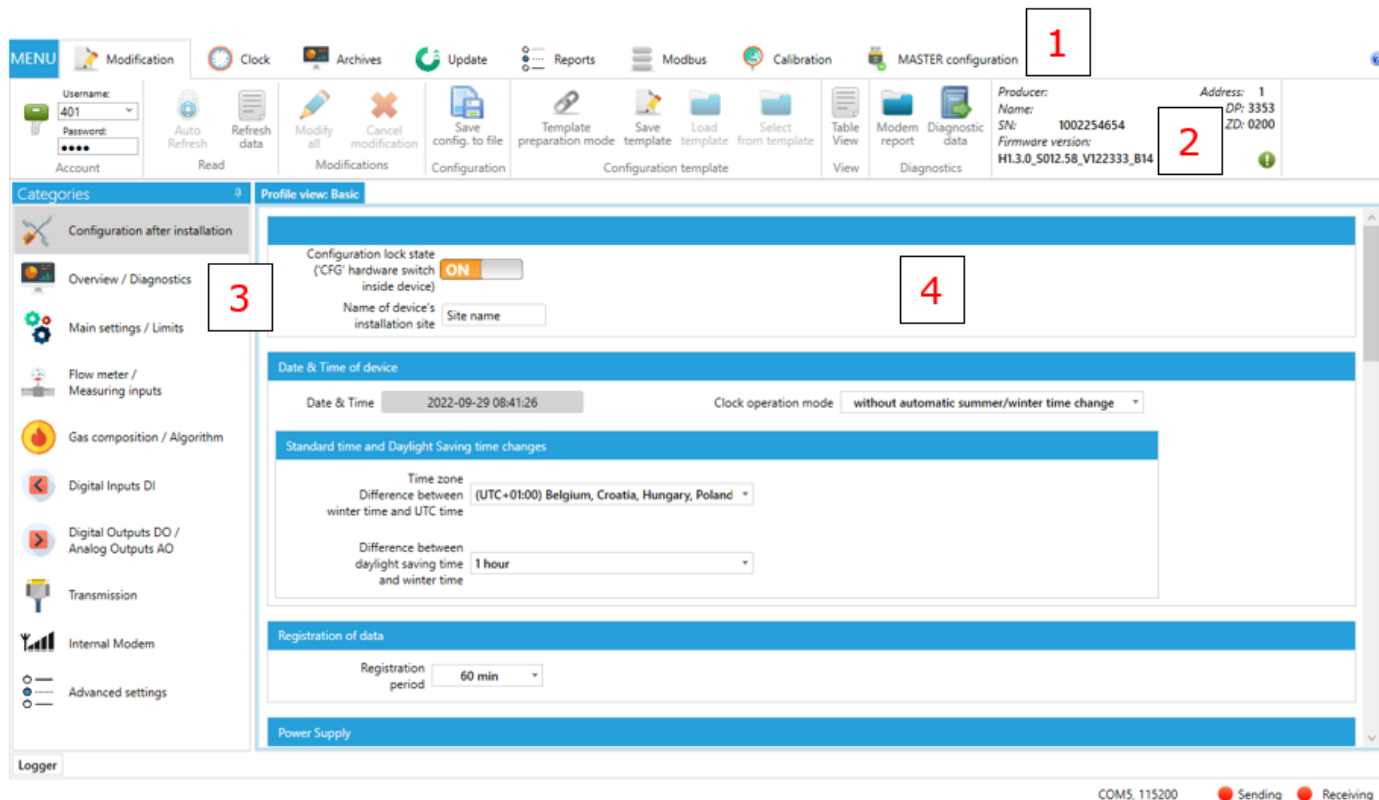 1
MENU Modification Clock Archives Update Reports Modbus Calibration MASTER configuration
Username:
401
Password:
••••
Account
Auto
Refresh
Refresh
data
Read
Modify
all
Cancel
modification
Modifications
Save
config. to file
Configuration
Template
preparation mode
Save
template
Load
template
Select
from template
Configuration template
Table
View
View
Modem
report
Diagnostic
data
Diagnostics
Producer:
Name:
SN: 1002254654
Firmware version:
H1.3.0_S012.58_V122333_B14
Address: 1
DP: 3353
ZD: 0200
2
Categories
Configuration after installation
Overview / Diagnostics
3
Main settings / Limits
Flow meter /
Measuring inputs
Gas composition / Algorithm
Digital Inputs DI
Digital Outputs DO /
Analog Outputs AO
Transmission
Internal Modem
Advanced settings
Profile view: Basic
Configuration lock state
('CFG' hardware switch
inside device)
ON
4
Name of device's
installation site
Site name
Date & Time of device
Date & Time 2022-09-29 08:41:26
Clock operation mode without automatic summer/winter time change
Standard time and Daylight Saving time changes
Time zone
Difference between
winter time and UTC time
(UTC+01:00) Belgium, Croatia, Hungary, Poland
Difference between
daylight saving time
and winter time
1 hour
Registration of data
Registration
period
60 min
Power Supply
Logger
COM5, 115200 Sending Receiving